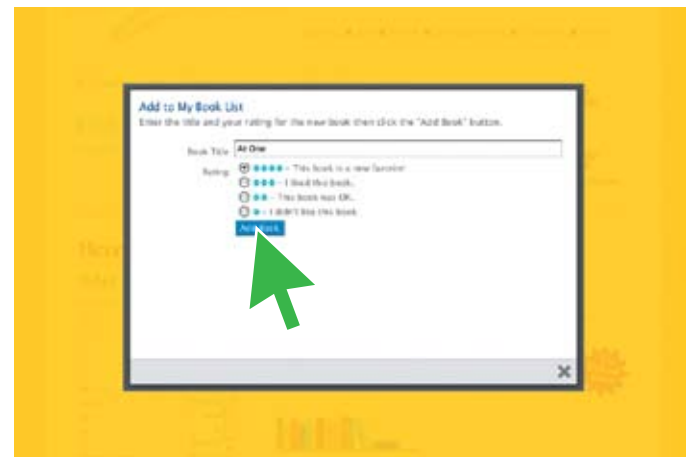 Add to My Book List
Enter the title and your rating for the new book then click the "Add Book" button.
Book Title At One
Rating - This book is a new favorite!
- I liked this book.
- This book was OK.
- I didn't like this book.
Add Book